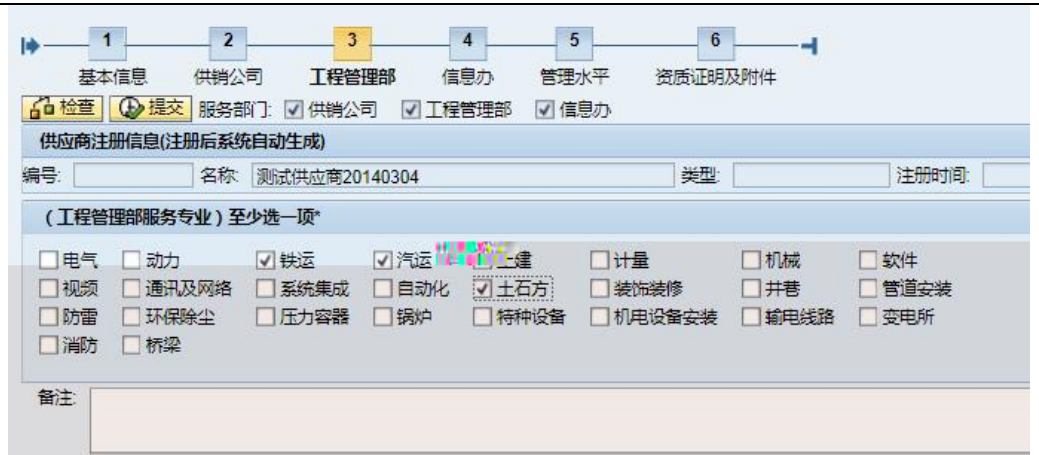 1 2 3 4 5 6
基本信息 供销公司 工程管理部 信息办 管理水平 资质证明及附件
检查 提交 服务部门: 供销公司 工程管理部 信息办
供应商注册信息(注册后系统自动生成)
编号: 名称: 测试供应商20140304 类型: 注册时间:
(工程管理部服务专业)至少选一项*
电气 动力 铁运 汽运 土建 计量 机械 软件
视频 通讯及网络 系统集成 自动化 土石方 装饰装修 井巷 管道安装
防雷 环保除尘 压力容器 锅炉 特种设备 机电设备安装 输电线路 变电所
消防 桥梁
备注: